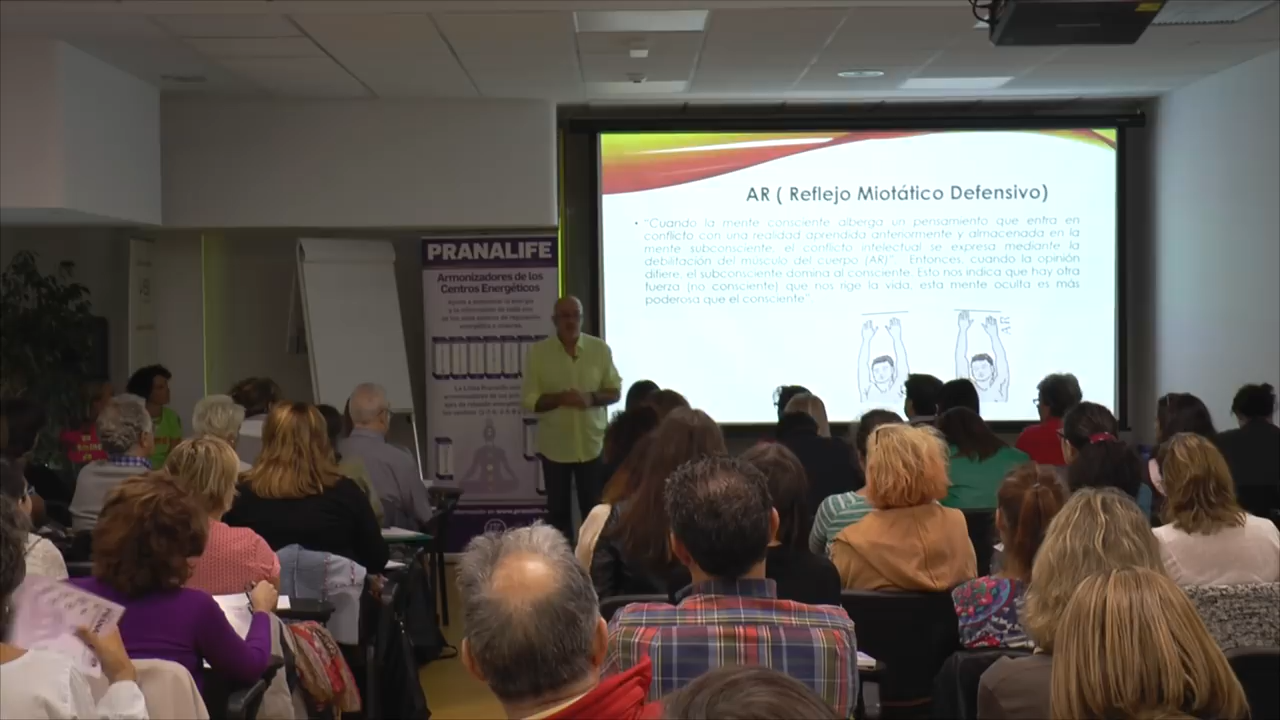 AR ( Reflejo Miotático Defensivo)
• "Cuando la mente consciente alberga un pensamiento que entra en
conflicto con una realidad aprendida anteriormente y almacenada en la
mente subconsciente, el conflicto intelectual se expresa mediante la
debilitación del músculo del cuerpo (AR)". Entonces, cuando la opinión
difiere, el subconsciente domina al consciente. Esto nos indica que hay otra
fuerza (no consciente) que nos rige la vida, esta mente oculta es más
poderosa que el consciente"
AR
PRANALIFE
Armonizadores de los
Centros Energéticos